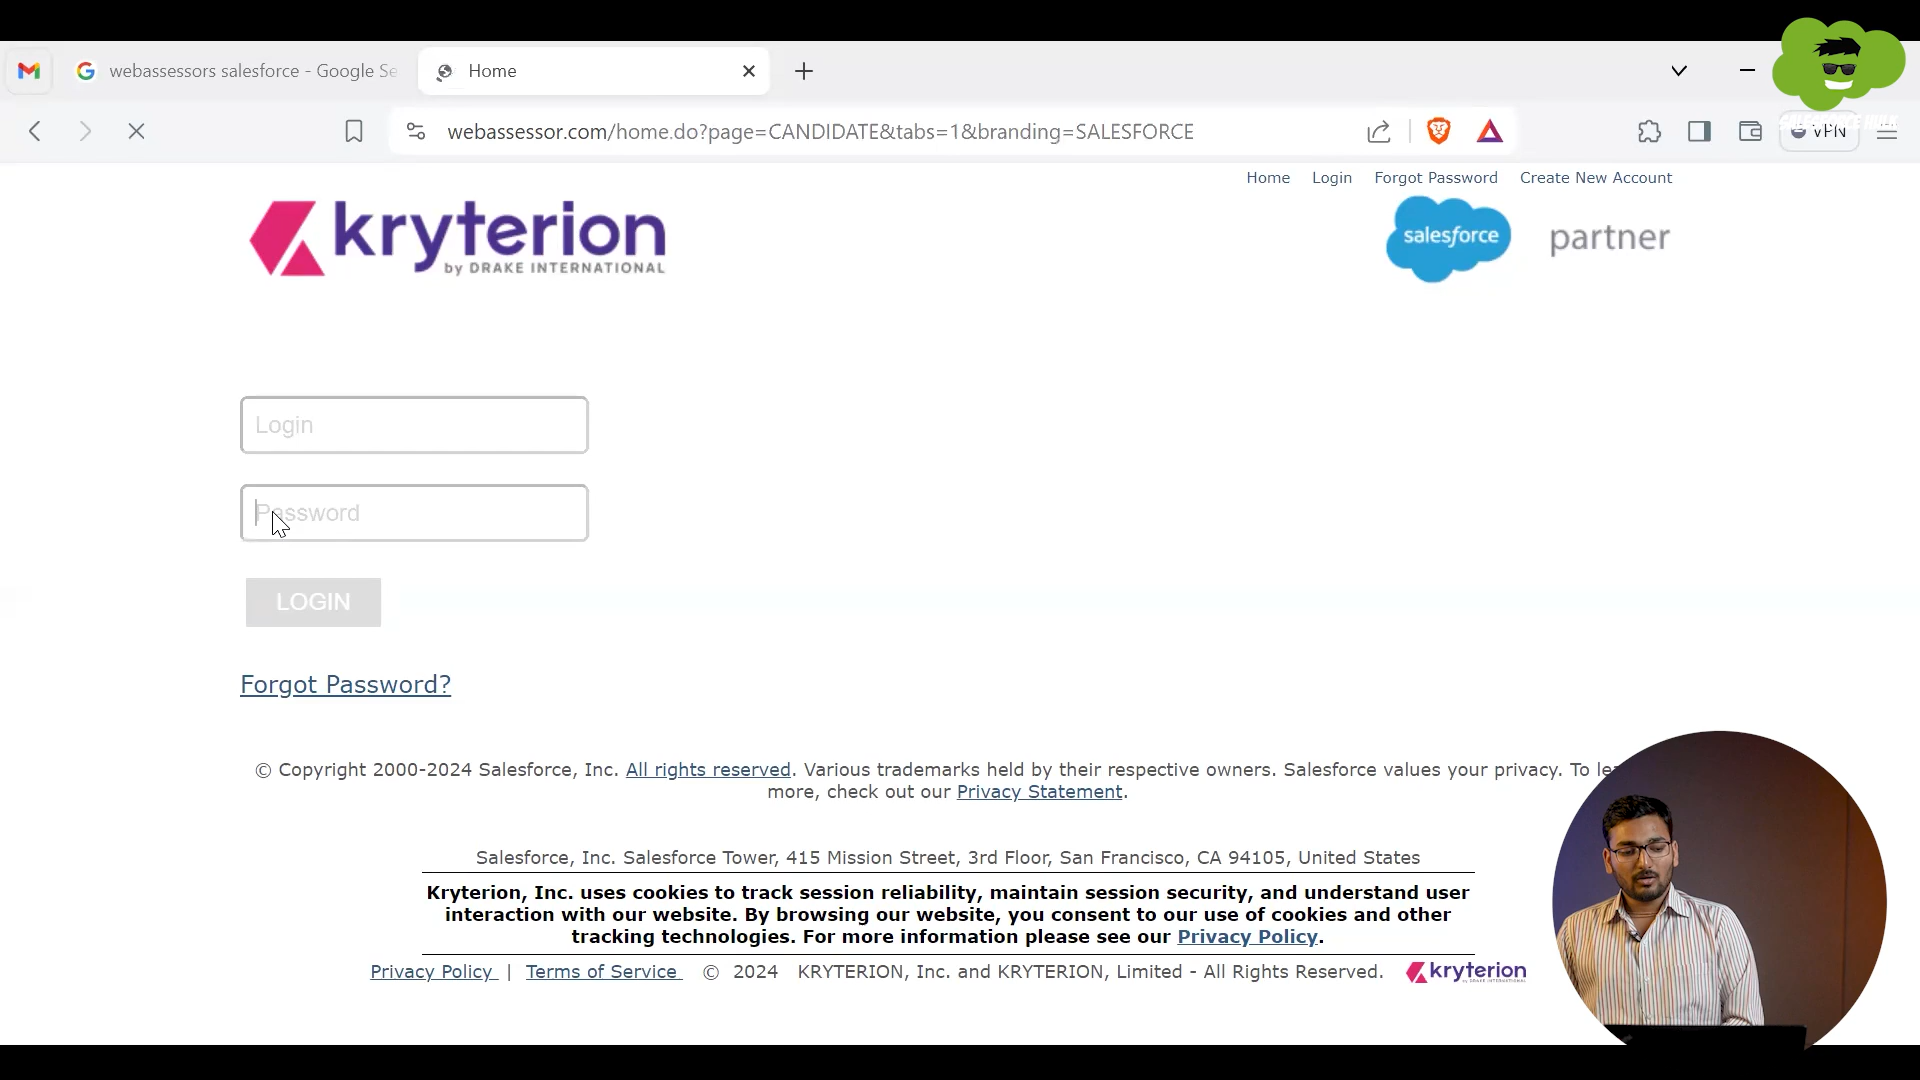 webassessors salesforce - Google Se
Home
webassessor.com/home.do?page=CANDIDATE&tabs=1&branding=SALESFORCE
SALESFORCE HULK
VPN
Home Login Forgot Password Create New Account
kryterion
by DRAKE INTERNATIONAL
salesforce
partner
Login
Password
LOGIN
Forgot Password?
© Copyright 2000-2024 Salesforce, Inc. All rights reserved. Various trademarks held by their respective owners. Salesforce values your privacy. To
more, check out our Privacy Statement.
Salesforce, Inc. Salesforce Tower, 415 Mission Street, 3rd Floor, San Francisco, CA 94105, United States
Kryterion, Inc. uses cookies to track session reliability, maintain session security, and understand user
interaction with our website. By browsing our website, you consent to our use of cookies and other
tracking technologies. For more information please see our Privacy Policy.
Privacy Policy | Terms of Service © 2024 KRYTERION, Inc. and KRYTERION, Limited - All Rights Reserved. kryterion
by DRAKE INTERNATIONAL